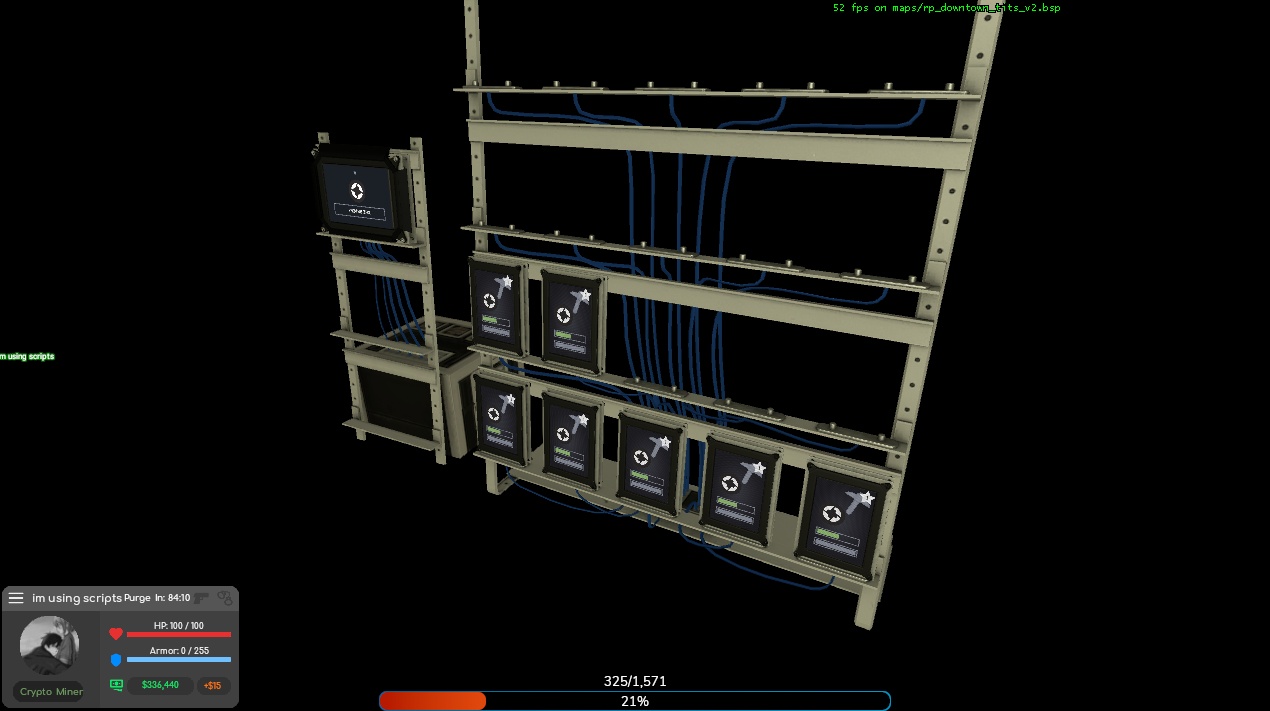 52 fps on maps/rp_downtown_tits_v2.bsp
m using scripts
im using scripts Purge In: 84:10
HP: 100 / 100
Armor: 0 / 255
Crypto Miner
$336,440
+$15
325/1,571
21%